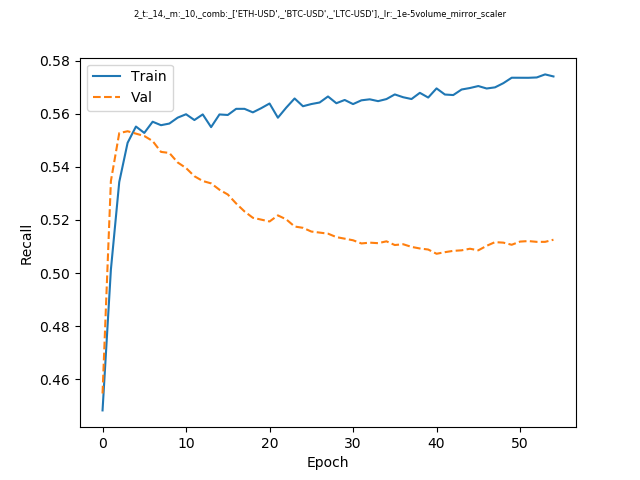 2_t:_14,_m:_10,_comb:_['ETH-USD',_'BTC-USD',_'LTC-USD'],_lr:_1e-5volume_mirror_scaler
Train
Val
0.58
0.56
0.54
0.52
0.50
0.48
0.46
Recall
0 10 20 30 40 50
Epoch